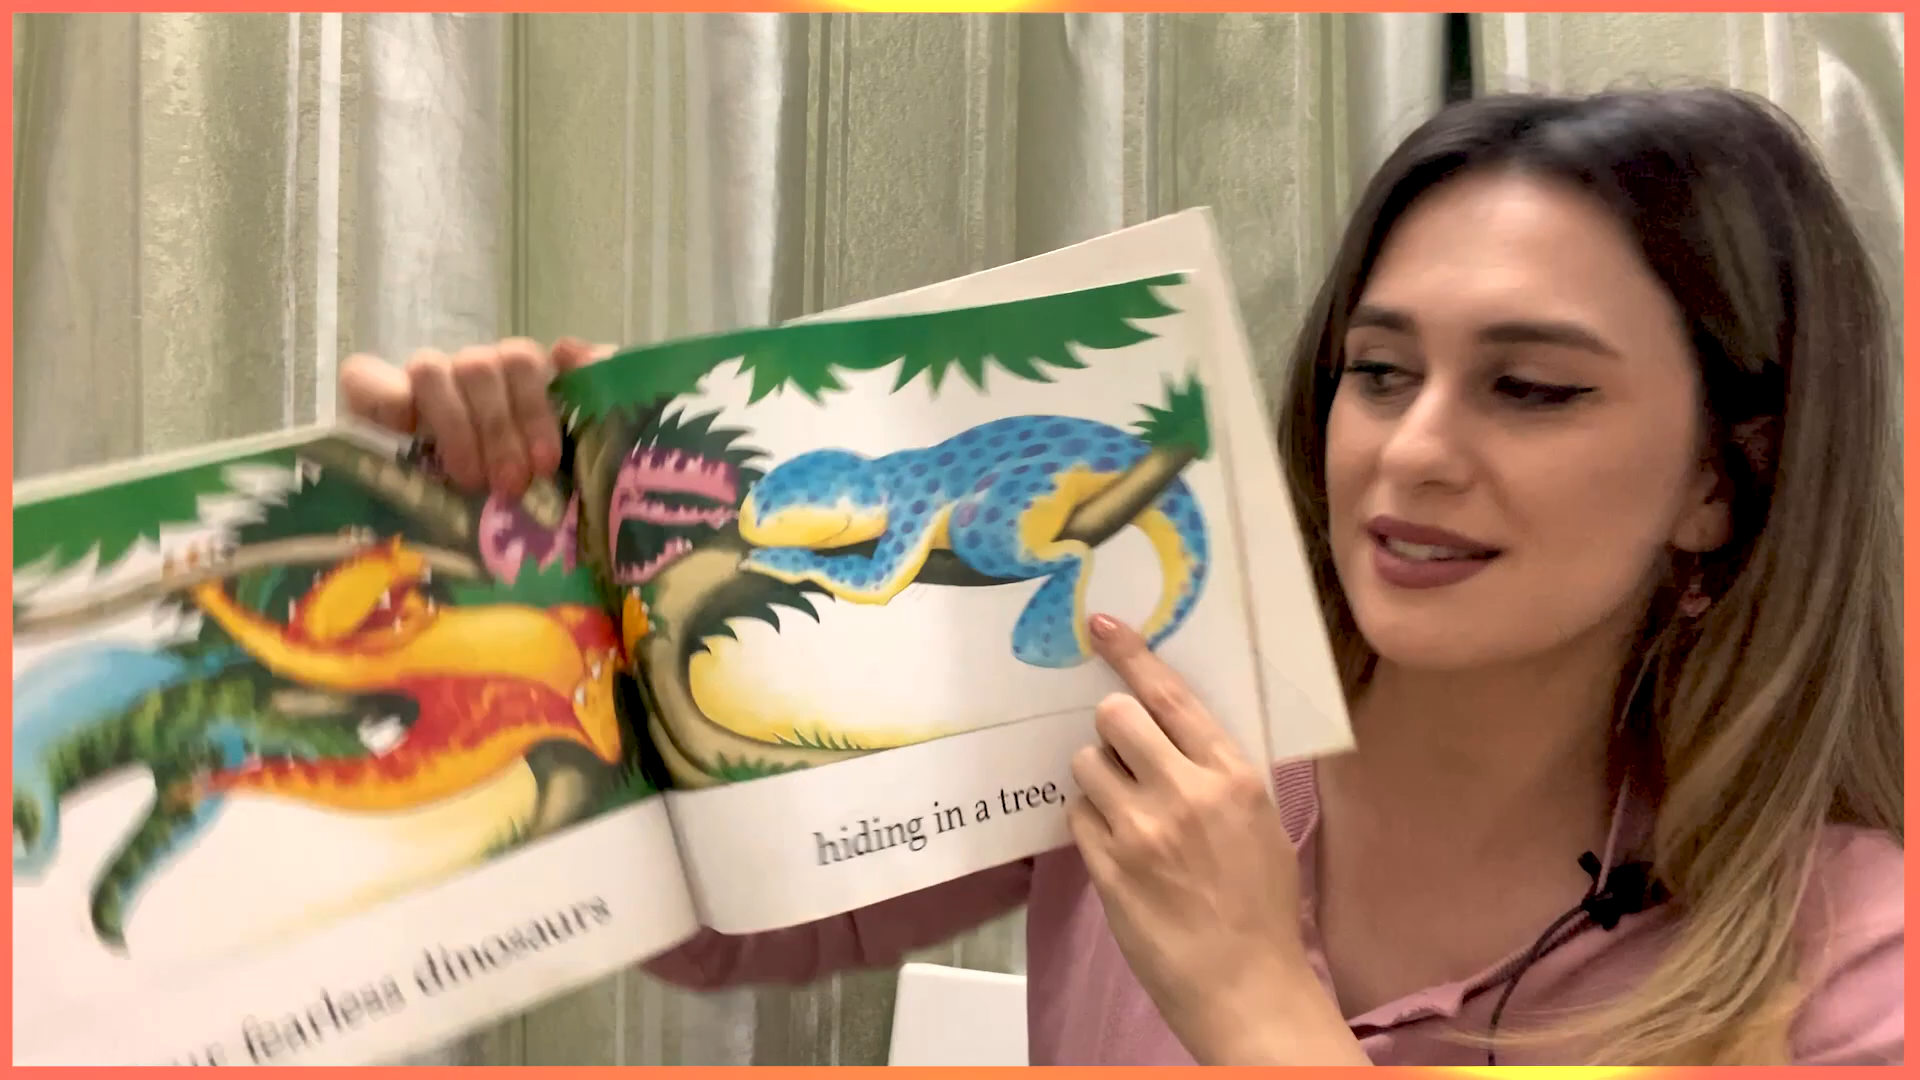 fearless dinosaurs
hiding in a tree,